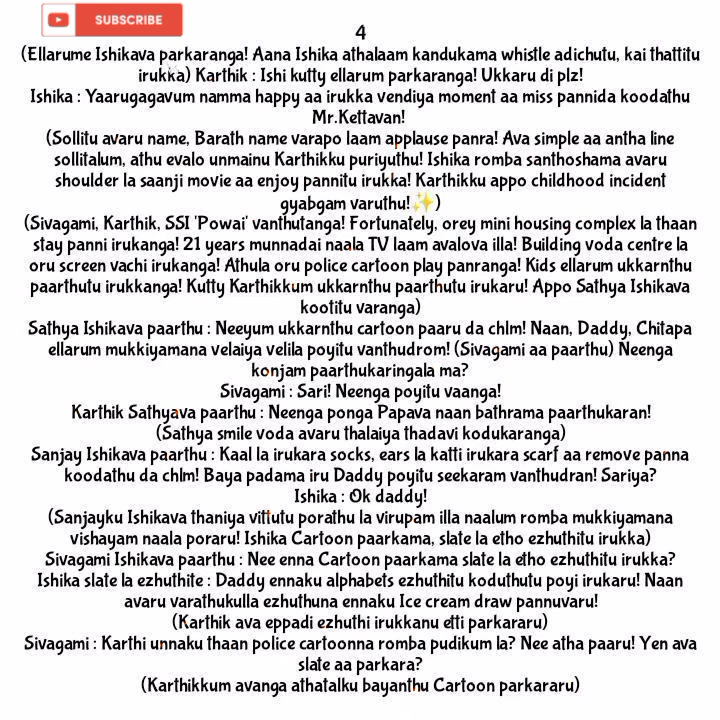 SUBSCRIBE
4
(Ellarume Ishikava parkaranga! Aana Ishika athalaam kandukama whistle adichutu, kai thattitu
irukka) Karthik : Ishi kutty ellarum parkaranga! Ukkaru di plz!
Ishika : Yaarugagavum namma happy aa irukka vendiya moment aa miss pannida koodathu
Mr.Kettavan!
(Sollitu avaru name, Barath name varapo laam applause panra! Ava simple aa antha line
sollitalum, athu evalo unmainu Karthikku puriyuthu! Ishika romba santhoshama avaru
shoulder la saanji movie aa enjoy pannitu irukka! Karthikku appo childhood incident
gyabgam varuthu!✨)
(Sivagami, Karthik, SSI 'Powai' vanthutanga! Fortunately, orey mini housing complex la thaan
stay panni irukanga! 21 years munnadai naala TV laam avalova illa! Building voda centre la
oru screen vachi irukanga! Athula oru police cartoon play panranga! Kids ellarum ukkarnthu
paarthutu irukkanga! Kutty Karthikkum ukkarnthu paarthutu irukaru! Appo Sathya Ishikava
kootitu varanga)
Sathya Ishikava paarthu : Neeyum ukkarnthu cartoon paaru da chlm! Naan, Daddy, Chitapa
ellarum mukkiyamana velaiya velila poyitu vanthudrom! (Sivagami aa paarthu) Neenga
konjam paarthukaringala ma?
Sivagami : Sari! Neenga poyitu vaanga!
Karthik Sathyava paarthu : Neenga ponga Papava naan bathrama paarthukaran!
(Sathya smile voda avaru thalaiya thadavi kodukaranga)
Sanjay Ishikava paarthu : Kaal la irukara socks, ears la katti irukara scarf aa remove panna
koodathu da chlm! Baya padama iru Daddy poyitu seekaram vanthudran! Sariya?
Ishika : Ok daddy!
(Sanjayku Ishikava thaniya vittutu porathu la virupam illa naalum romba mukkiyamana
vishayam naala poraru! Ishika Cartoon paarkama, slate la etho ezhuthitu irukka)
Sivagami Ishikava paarthu : Nee enna Cartoon paarkama slate la etho ezhuthitu irukka?
Ishika slate la ezhuthite : Daddy ennaku alphabets ezhuthitu koduthutu poyi irukaru! Naan
avaru varathukulla ezhuthuna ennaku Ice cream draw pannuvaru!
(Karthik ava eppadi ezhuthi irukkanu etti parkararu)
Sivagami : Karthi unnaku thaan police cartoonna romba pudikum la? Nee atha paaru! Yen ava
slate aa parkara?
(Karthikkum avanga athatalku bayanthu Cartoon parkararu)